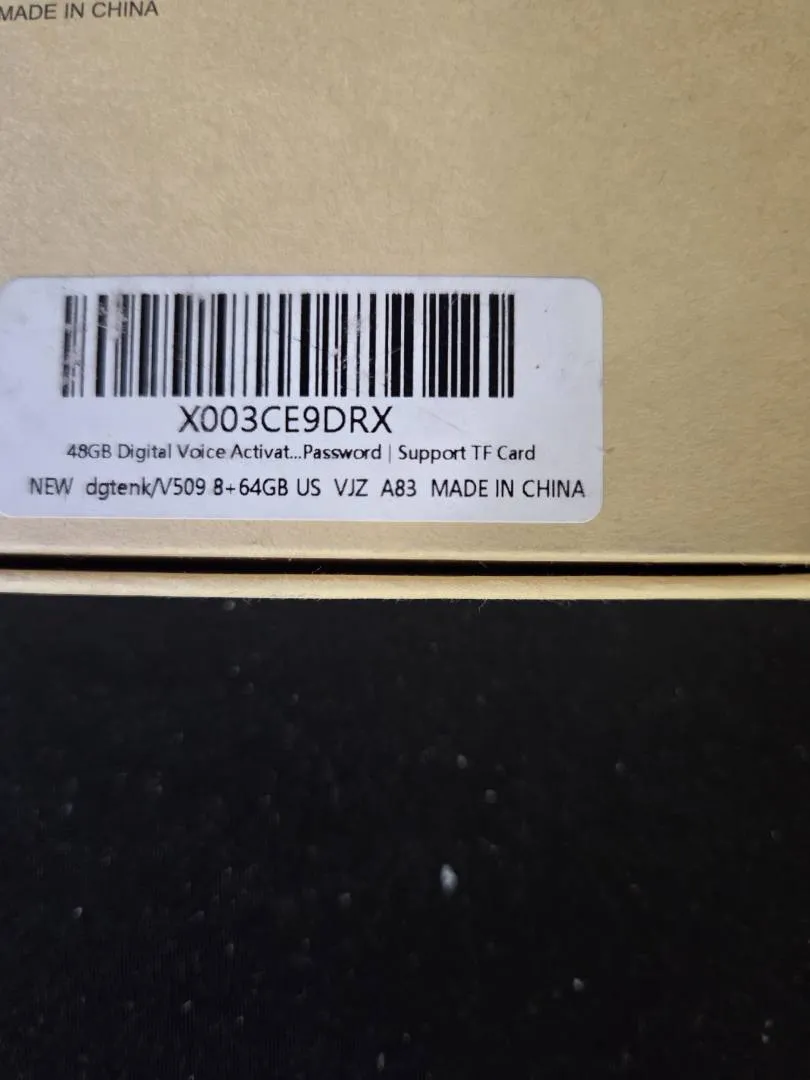 MADE IN CHINA
X003CE9DRX
48GB Digital Voice Activat...Password | Support TF Card
NEW dgtenk/V509 8+64GB US VJZ A83 MADE IN CHINA